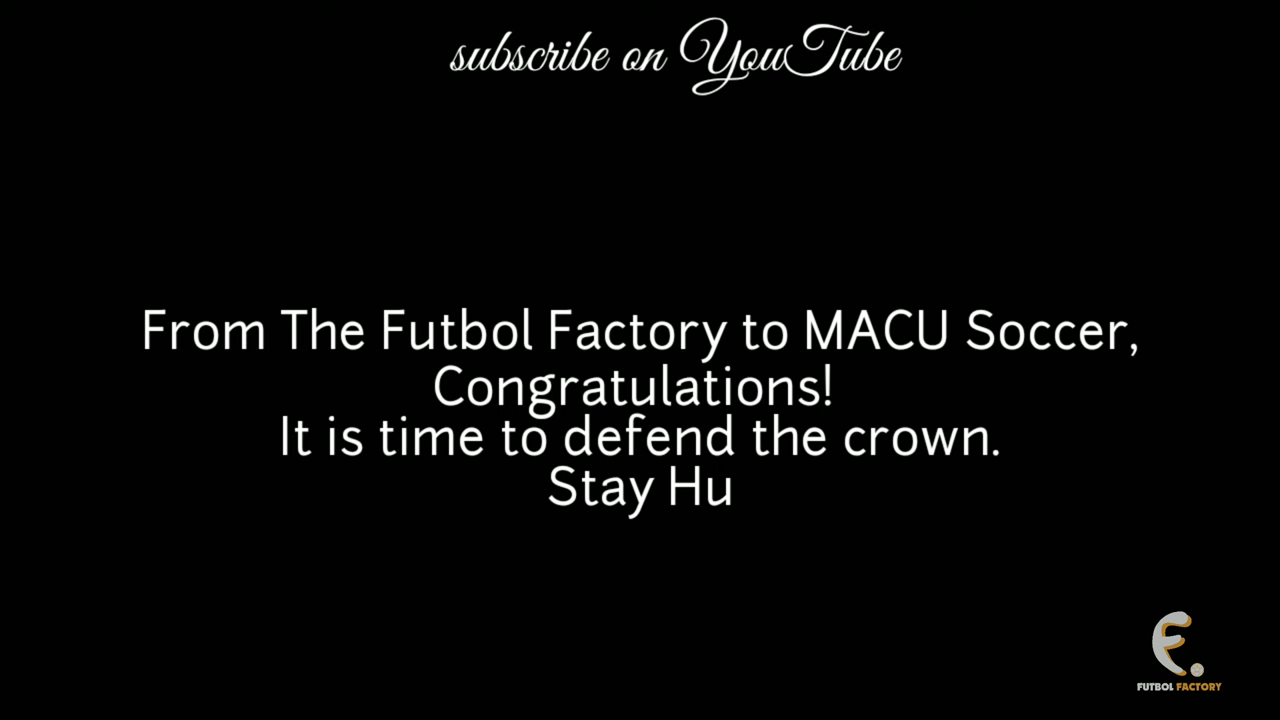 subscribe on YouTube
From The Futbol Factory to MACU Soccer,
Congratulations!
It is time to defend the crown.
Stay Hu
FUTBOL FACTORY